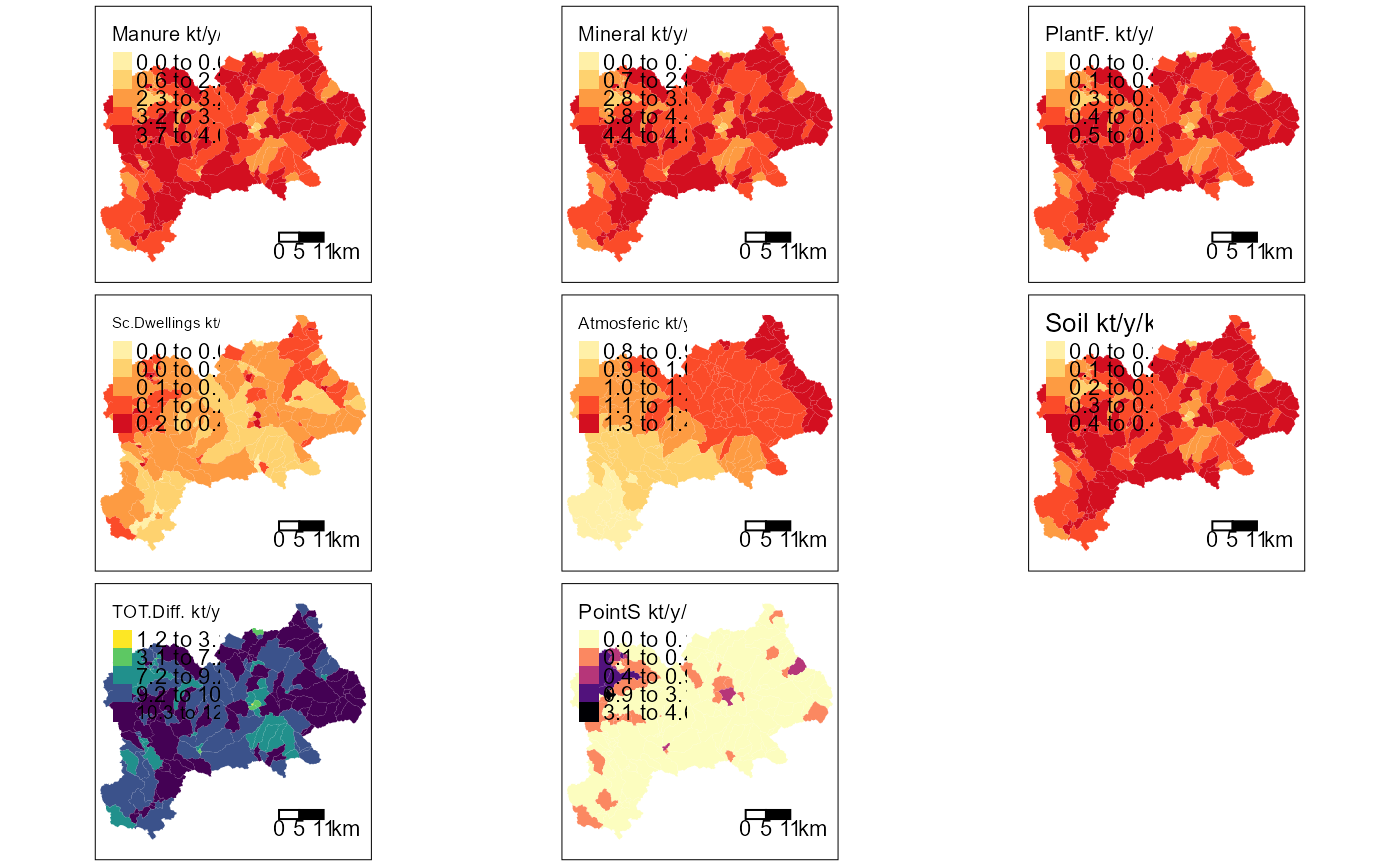 Manure kt/y/
0.0 to 0.
0.6 to 2.
2.3 to 3.
3.2 to 3.
3.7 to 4.
0 5 11km
Mineral kt/y/
0.0 to 0.
0.7 to 2.
2.8 to 3.
3.8 to 4.
4.4 to 4.
0 5 11km
PlantF. kt/y/
0.0 to 0.
0.1 to 0.
0.3 to 0.
0.4 to 0.
0.5 to 0.
0 5 11km
Sc.Dwellings kt/
0.0 to 0.
0.0 to 0.
0.1 to 0.
0.1 to 0.
0.2 to 0.
0 5 11km
Atmosferic kt/y
0.8 to 0.
0.9 to 1.
1.0 to 1.
1.1 to 1.
1.3 to 1.
0 5 11km
Soil kt/y/k
0.0 to 0.
0.1 to 0.
0.2 to 0.
0.3 to 0.
0.4 to 0.
0 5 11km
TOT.Diff. kt/y
1.2 to 3.
3.1 to 7.
7.2 to 9.
9.2 to 10
10.3 to 12
0 5 11km
PointS kt/y/
0.0 to 0.
0.1 to 0.
0.4 to 0.
0.9 to 3.
3.1 to 4.
0 5 11km